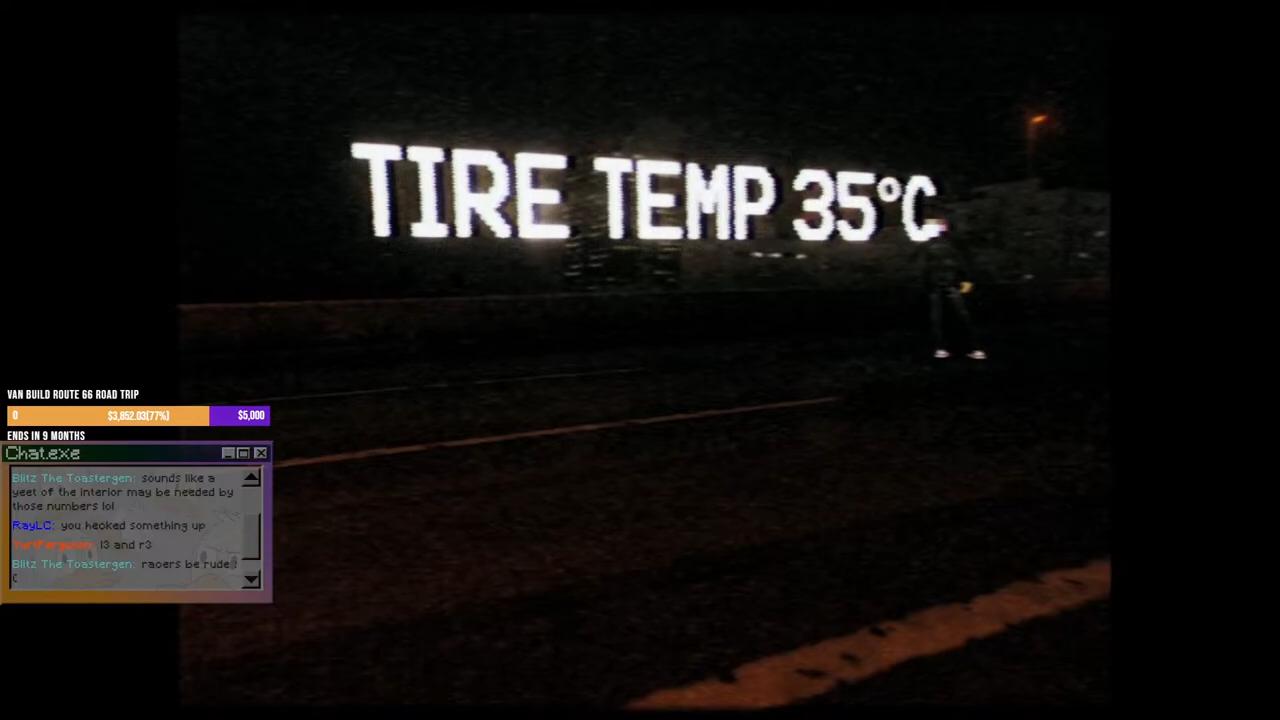 TIRE TEMP 35°C
VAN BUILD ROUTE 66 ROAD TRIP
0 $3,852.03(77%) $5,000
ENDS IN 9 MONTHS
Chat.exe
Blitz The Toastergen: sounds like a
yeet of the interior may be needed by
those numbers lol
RayLC: you hecked something up
YuriFerguson: l3 and r3
Blitz The Toastergen: racers be rude :
(